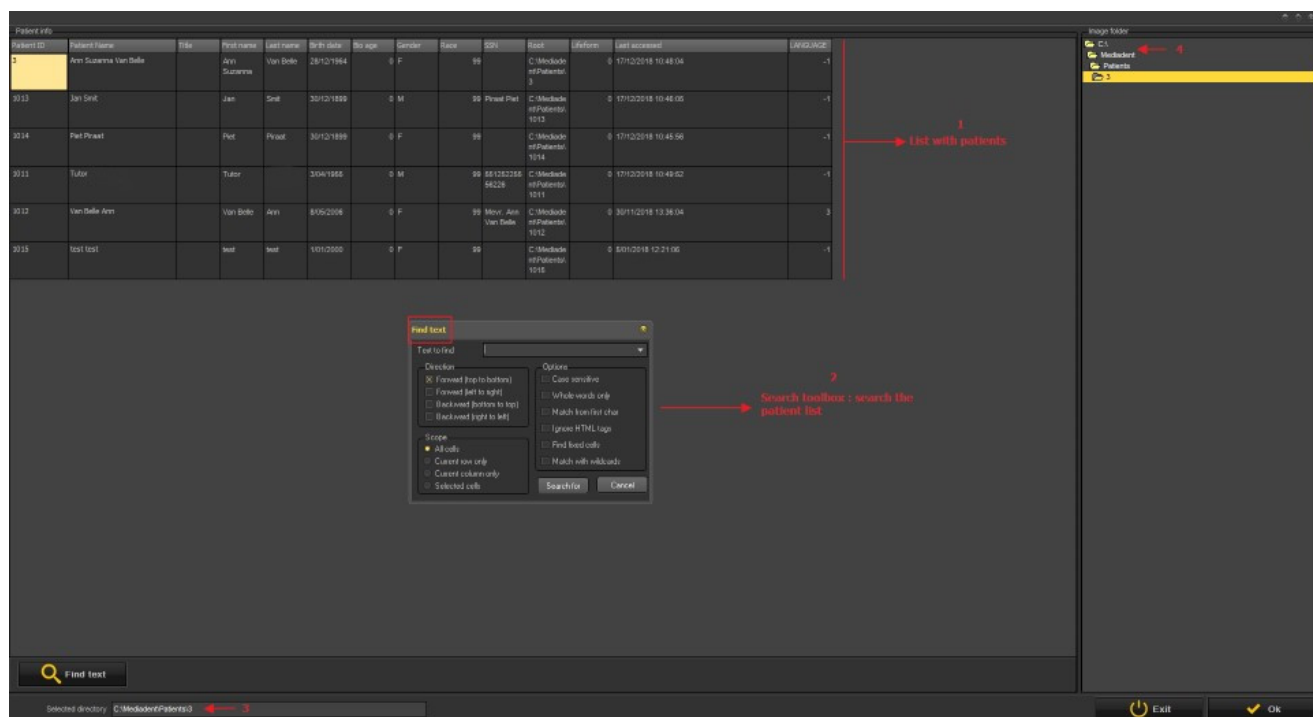 Patient info
Patient ID Patient Name Title First name Last name Birth date Bio age Gender Race SSN Root Lifeform Last accessed LANGUAGE
3 Ann Suzanna Van Belle Ann Suzanna Van Belle 28/12/1964 0 F 99 C:\Mediadent\Patients\3 0 17/12/2018 10:48:04 -1
1013 Jan Smit Jan Smit 30/12/1899 0 M 99 Piraat Piet C:\Mediadent\Patients\1013 0 17/12/2018 10:46:06 -1
1014 Piet Piraat Piet Piraat 30/12/1899 0 F 99 C:\Mediadent\Patients\1014 0 17/12/2018 10:45:56 -1
1011 Tutor Tutor 3/04/1966 0 M 99 C:\Mediadent\Patients\1011 0 17/12/2018 10:49:52 -1
1012 Van Belle Ann Van Belle Ann 8/05/2006 0 F 99 Mevr. Ann Van Belle C:\Mediadent\Patients\1012 0 30/11/2018 13:36:04 3
1015 test test test test 1/01/2000 0 F 99 C:\Mediadent\Patients\ 0 5/01/2018 12:21:06 -1
1
List with patients
Image folder
C:\
Mediadent
4
Patients
3
Find text
Text to find
Direction
Forward (top to bottom)
Forward (left to right)
Backward (bottom to top)
Backward (right to left)
Scope
All cells
Current row only
Current column only
Selected cells
Options
Case sensitive
Whole words only
Match from first char
Ignore HTML tags
Find fixed cells
Match with wildcards
Search for Cancel
2
Search toolbox : search the
patient list
Find text
Selected directory C:\Mediadent\Patients\3 3
Exit Ok